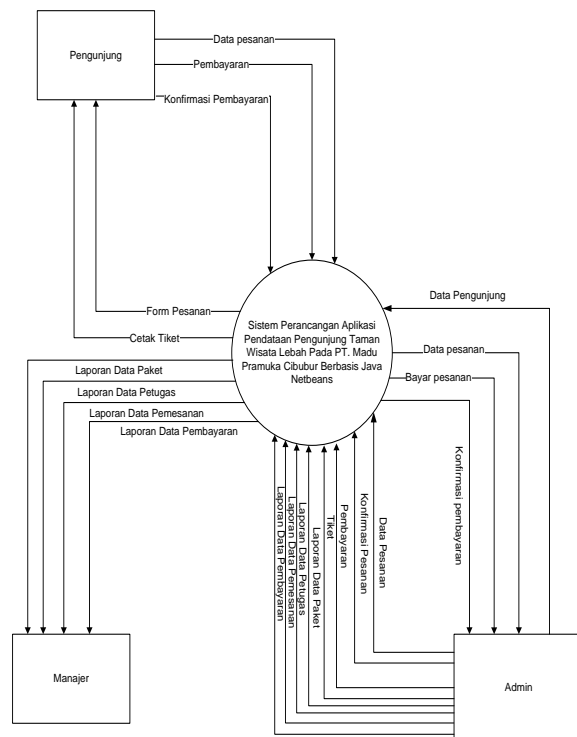 Pengunjung
Data pesanan
Pembayaran
Konfirmasi Pembayaran
Form Pesanan
Cetak Tiket
Sistem Perancangan Aplikasi
Pendataan Pengunjung Taman
Wisata Lebah Pada PT. Madu
Pramuka Cibubur Berbasis Java
Netbeans
Data Pengunjung
Data pesanan
Bayar pesanan
Konfirmasi pembayaran
Laporan Data Paket
Laporan Data Petugas
Laporan Data Pemesanan
Laporan Data Pembayaran
Laporan Data Pembayaran
Laporan Data Pemesanan
Laporan Data Petugas
Laporan Data Paket
Tiket
Pembayaran
Konfirmasi Pesanan
Data Pesanan
Manajer
Admin